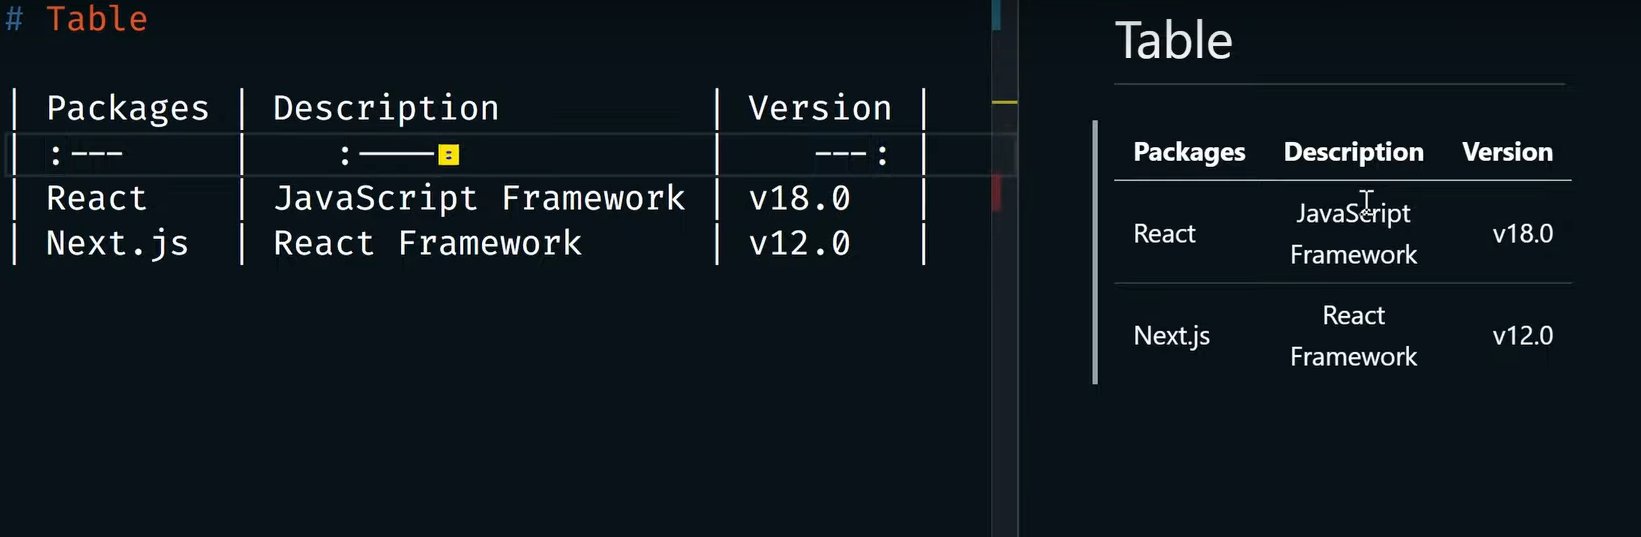 # Table
| Packages | Description | Version |
| :--- | :----: | ---: |
| React | JavaScript Framework | v18.0 |
| Next.js | React Framework | v12.0 |
Table
Packages Description Version
React JavaScript Framework v18.0
Next.js React Framework v12.0